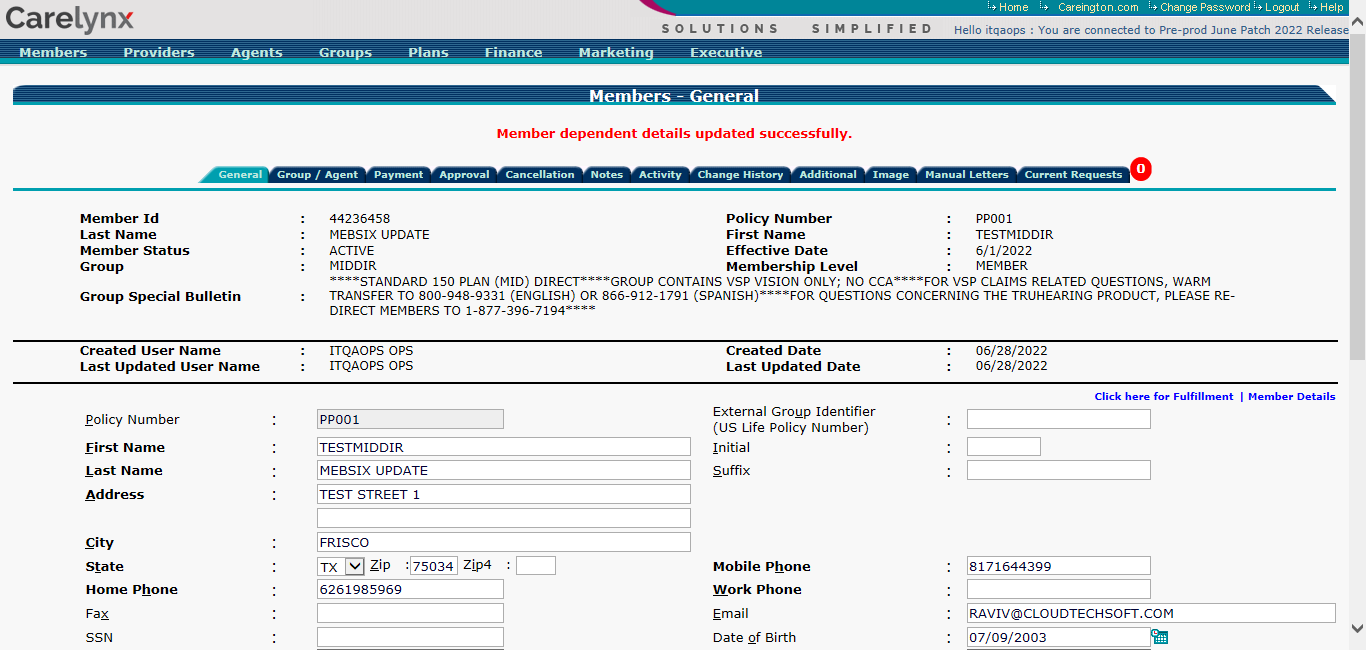 Carelynx
Home Careington.com Change Password Logout Help
SOLUTIONS SIMPLIFIED
Hello itqaops : You are connected to Pre-prod June Patch 2022 Release
Members Providers Agents Groups Plans Finance Marketing Executive
Members - General
Member dependent details updated successfully.
General Group / Agent Payment Approval Cancellation Notes Activity Change History Additional Image Manual Letters Current Requests 0
Member Id : 44236458 Policy Number : PP001
Last Name : MEBSIX UPDATE First Name : TESTMIDDIR
Member Status : ACTIVE Effective Date : 6/1/2022
Group : MIDDIR Membership Level : MEMBER
Group Special Bulletin : ****STANDARD 150 PLAN (MID) DIRECT****GROUP CONTAINS VSP VISION ONLY; NO CCA****FOR VSP CLAIMS RELATED QUESTIONS, WARM
TRANSFER TO 800-948-9331 (ENGLISH) OR 866-912-1791 (SPANISH)****FOR QUESTIONS CONCERNING THE TRUHEARING PRODUCT, PLEASE RE-
DIRECT MEMBERS TO 1-877-396-7194****
Created User Name : ITQAOPS OPS Created Date : 06/28/2022
Last Updated User Name : ITQAOPS OPS Last Updated Date : 06/28/2022
Click here for Fulfillment | Member Details
Policy Number : PP001 External Group Identifier
(US Life Policy Number) :
First Name : TESTMIDDIR Initial :
Last Name : MEBSIX UPDATE Suffix :
Address : TEST STREET 1
City : FRISCO
State : TX Zip : 75034 Zip4 : Mobile Phone : 8171644399
Home Phone : 6261985969 Work Phone :
Fax : Email : RAVIV@CLOUDTECHSOFT.COM
SSN : Date of Birth : 07/09/2003